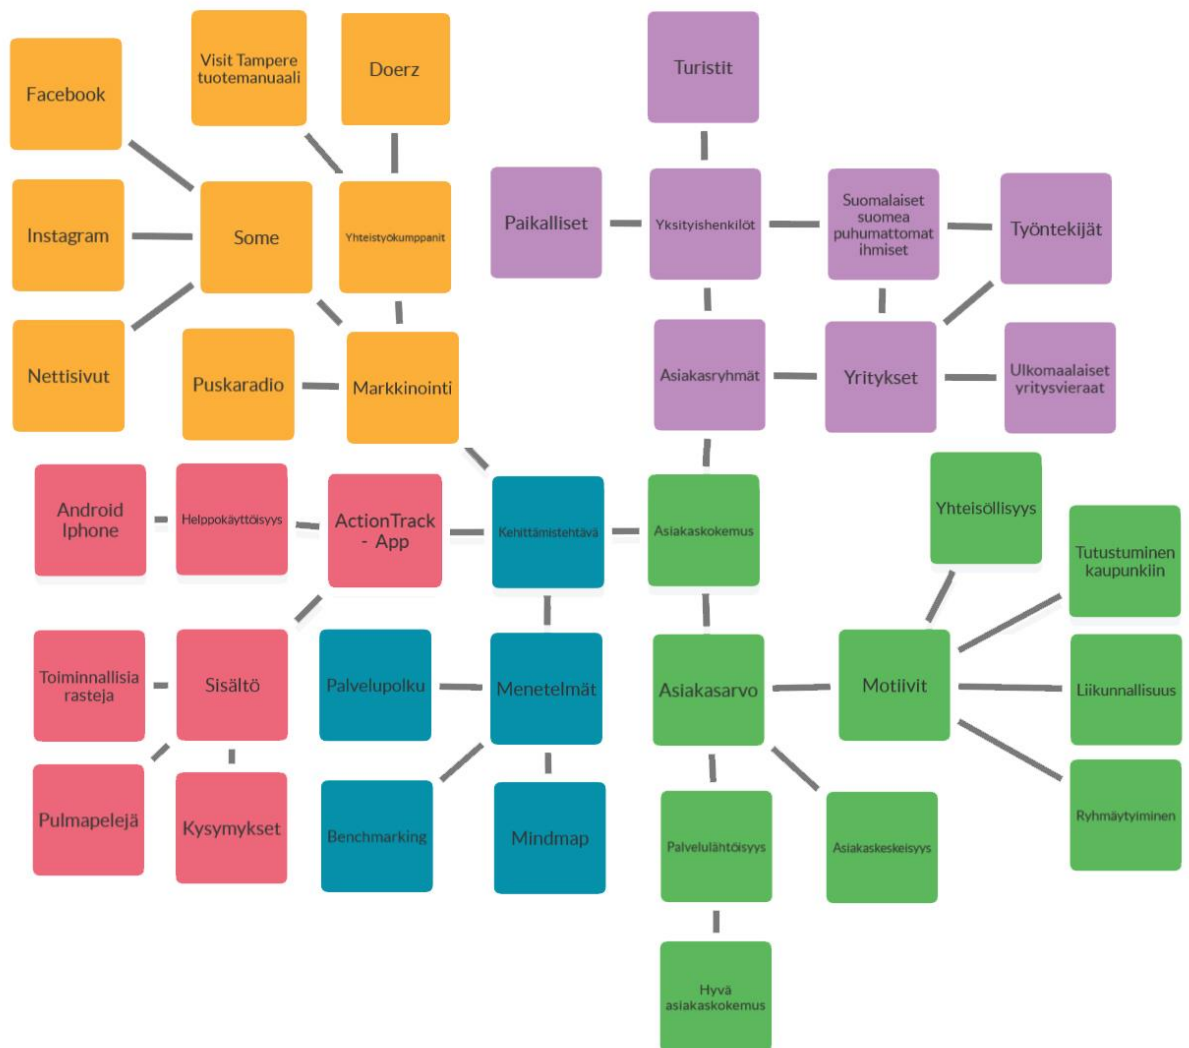 Facebook
Visit Tampere
tuotemanuaali
Doerz
Instagram
Some
Yhteistyökumppanit
Nettisivut
Puskaradio
Markkinointi
Turistit
Paikalliset
Yksityishenkilöt
Suomalaiset
suomea
puhumattomat
ihmiset
Työntekijät
Asiakasryhmät
Yritykset
Ulkomaalaiset
yritysvieraat
Android
Iphone
Helppokäyttöisyys
ActionTrack
- App
Kehittämistehtävä
Asiakaskokemus
Yhteisöllisyys
Tutustuminen
kaupunkiin
Toiminnallisia
rasteja
Sisältö
Palvelupolku
Menetelmät
Asiakasarvo
Motiivit
Liikunnallisuus
Pulmapelejä
Kysymykset
Benchmarking
Mindmap
Palvelulähtöisyys
Asiakaskeskeisyys
Ryhmäytyiminen
Hyvä
asiakaskokemus